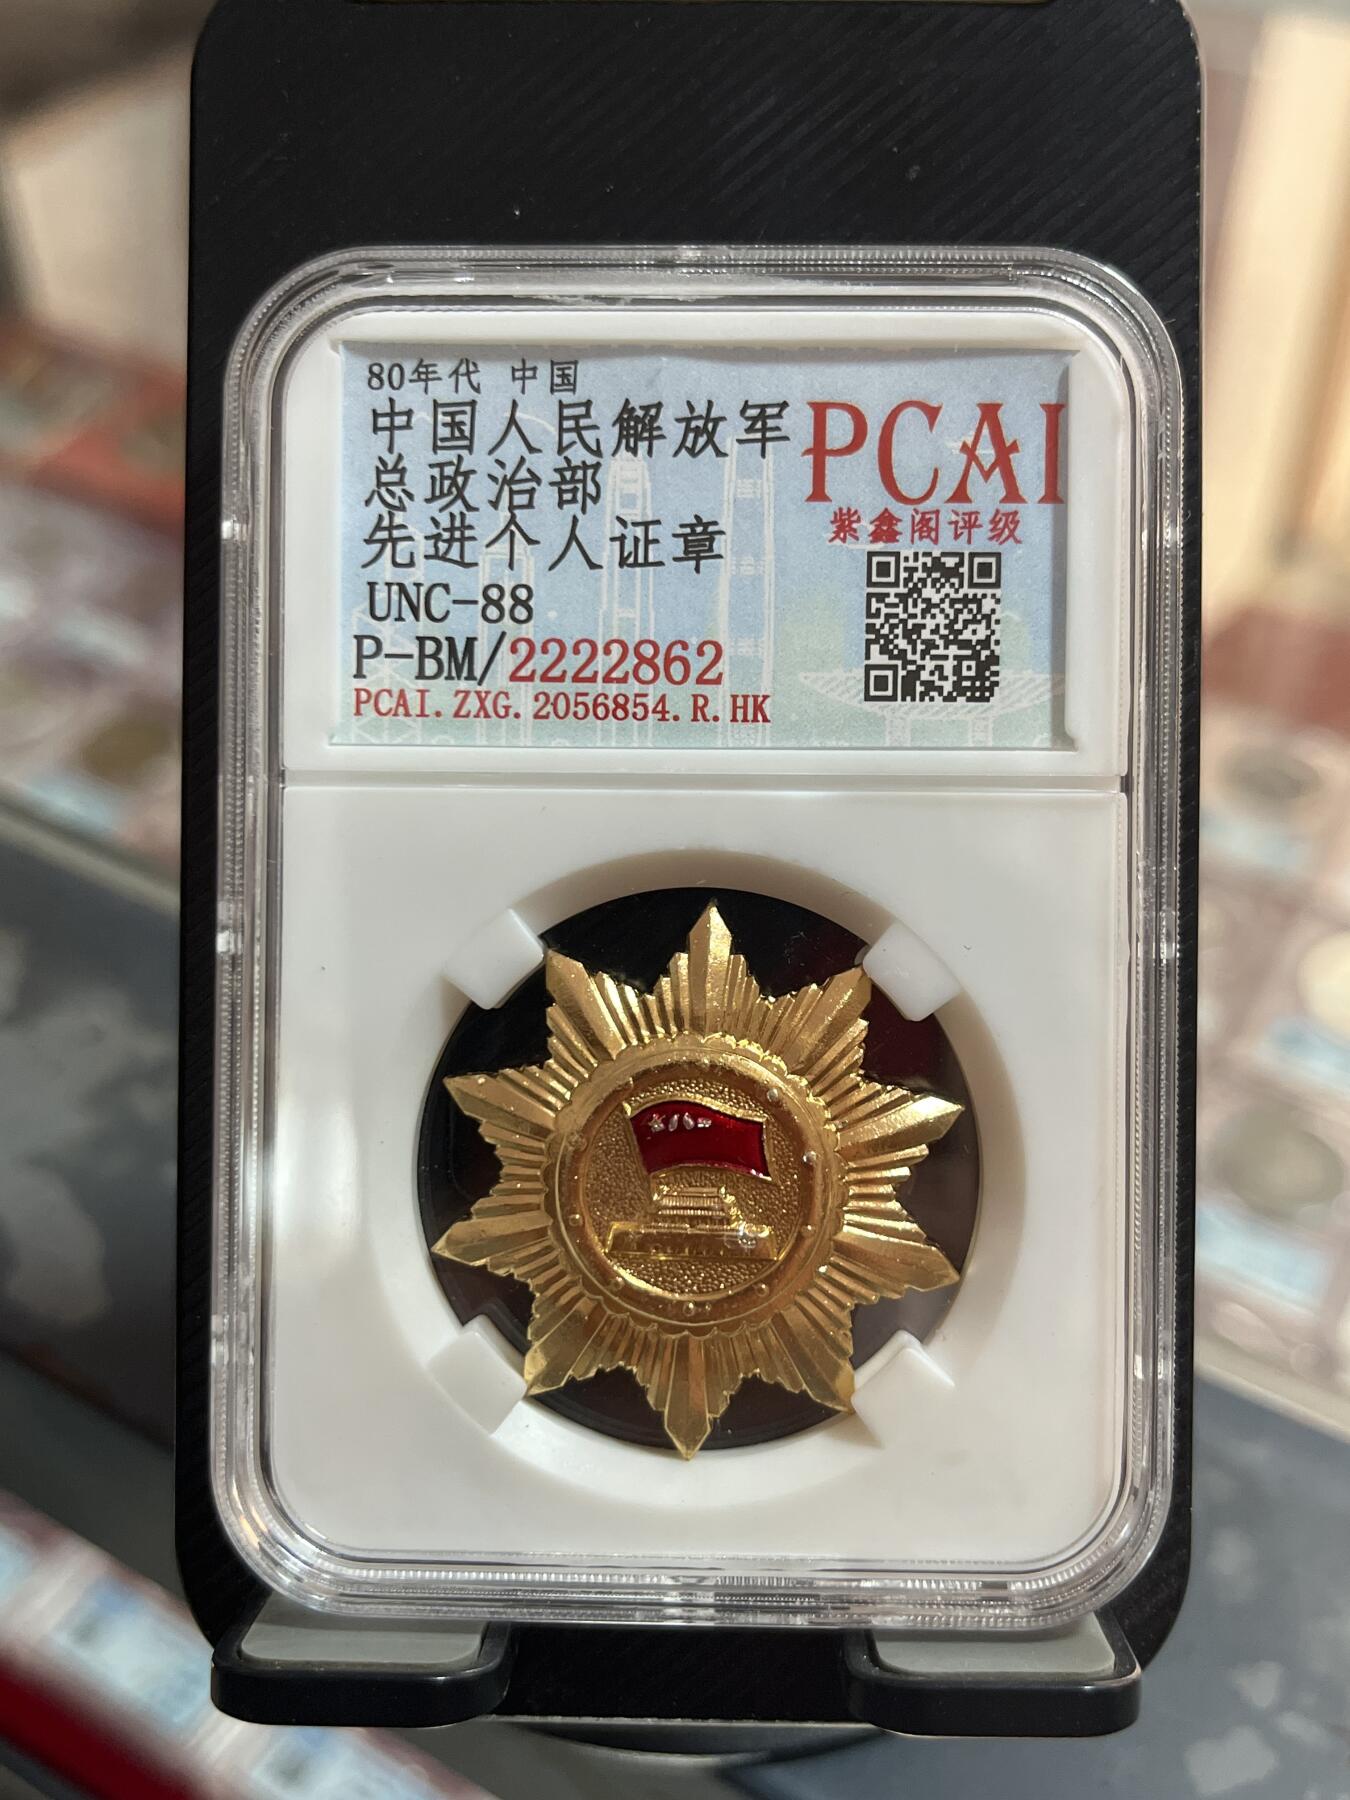 80年代 中国
中国人民解放军
总政治部
先进个人证章
UNC-88
P-BM/2222862
PCAI.ZXG.2056854.R.HK
PCAI
紫鑫阁评级